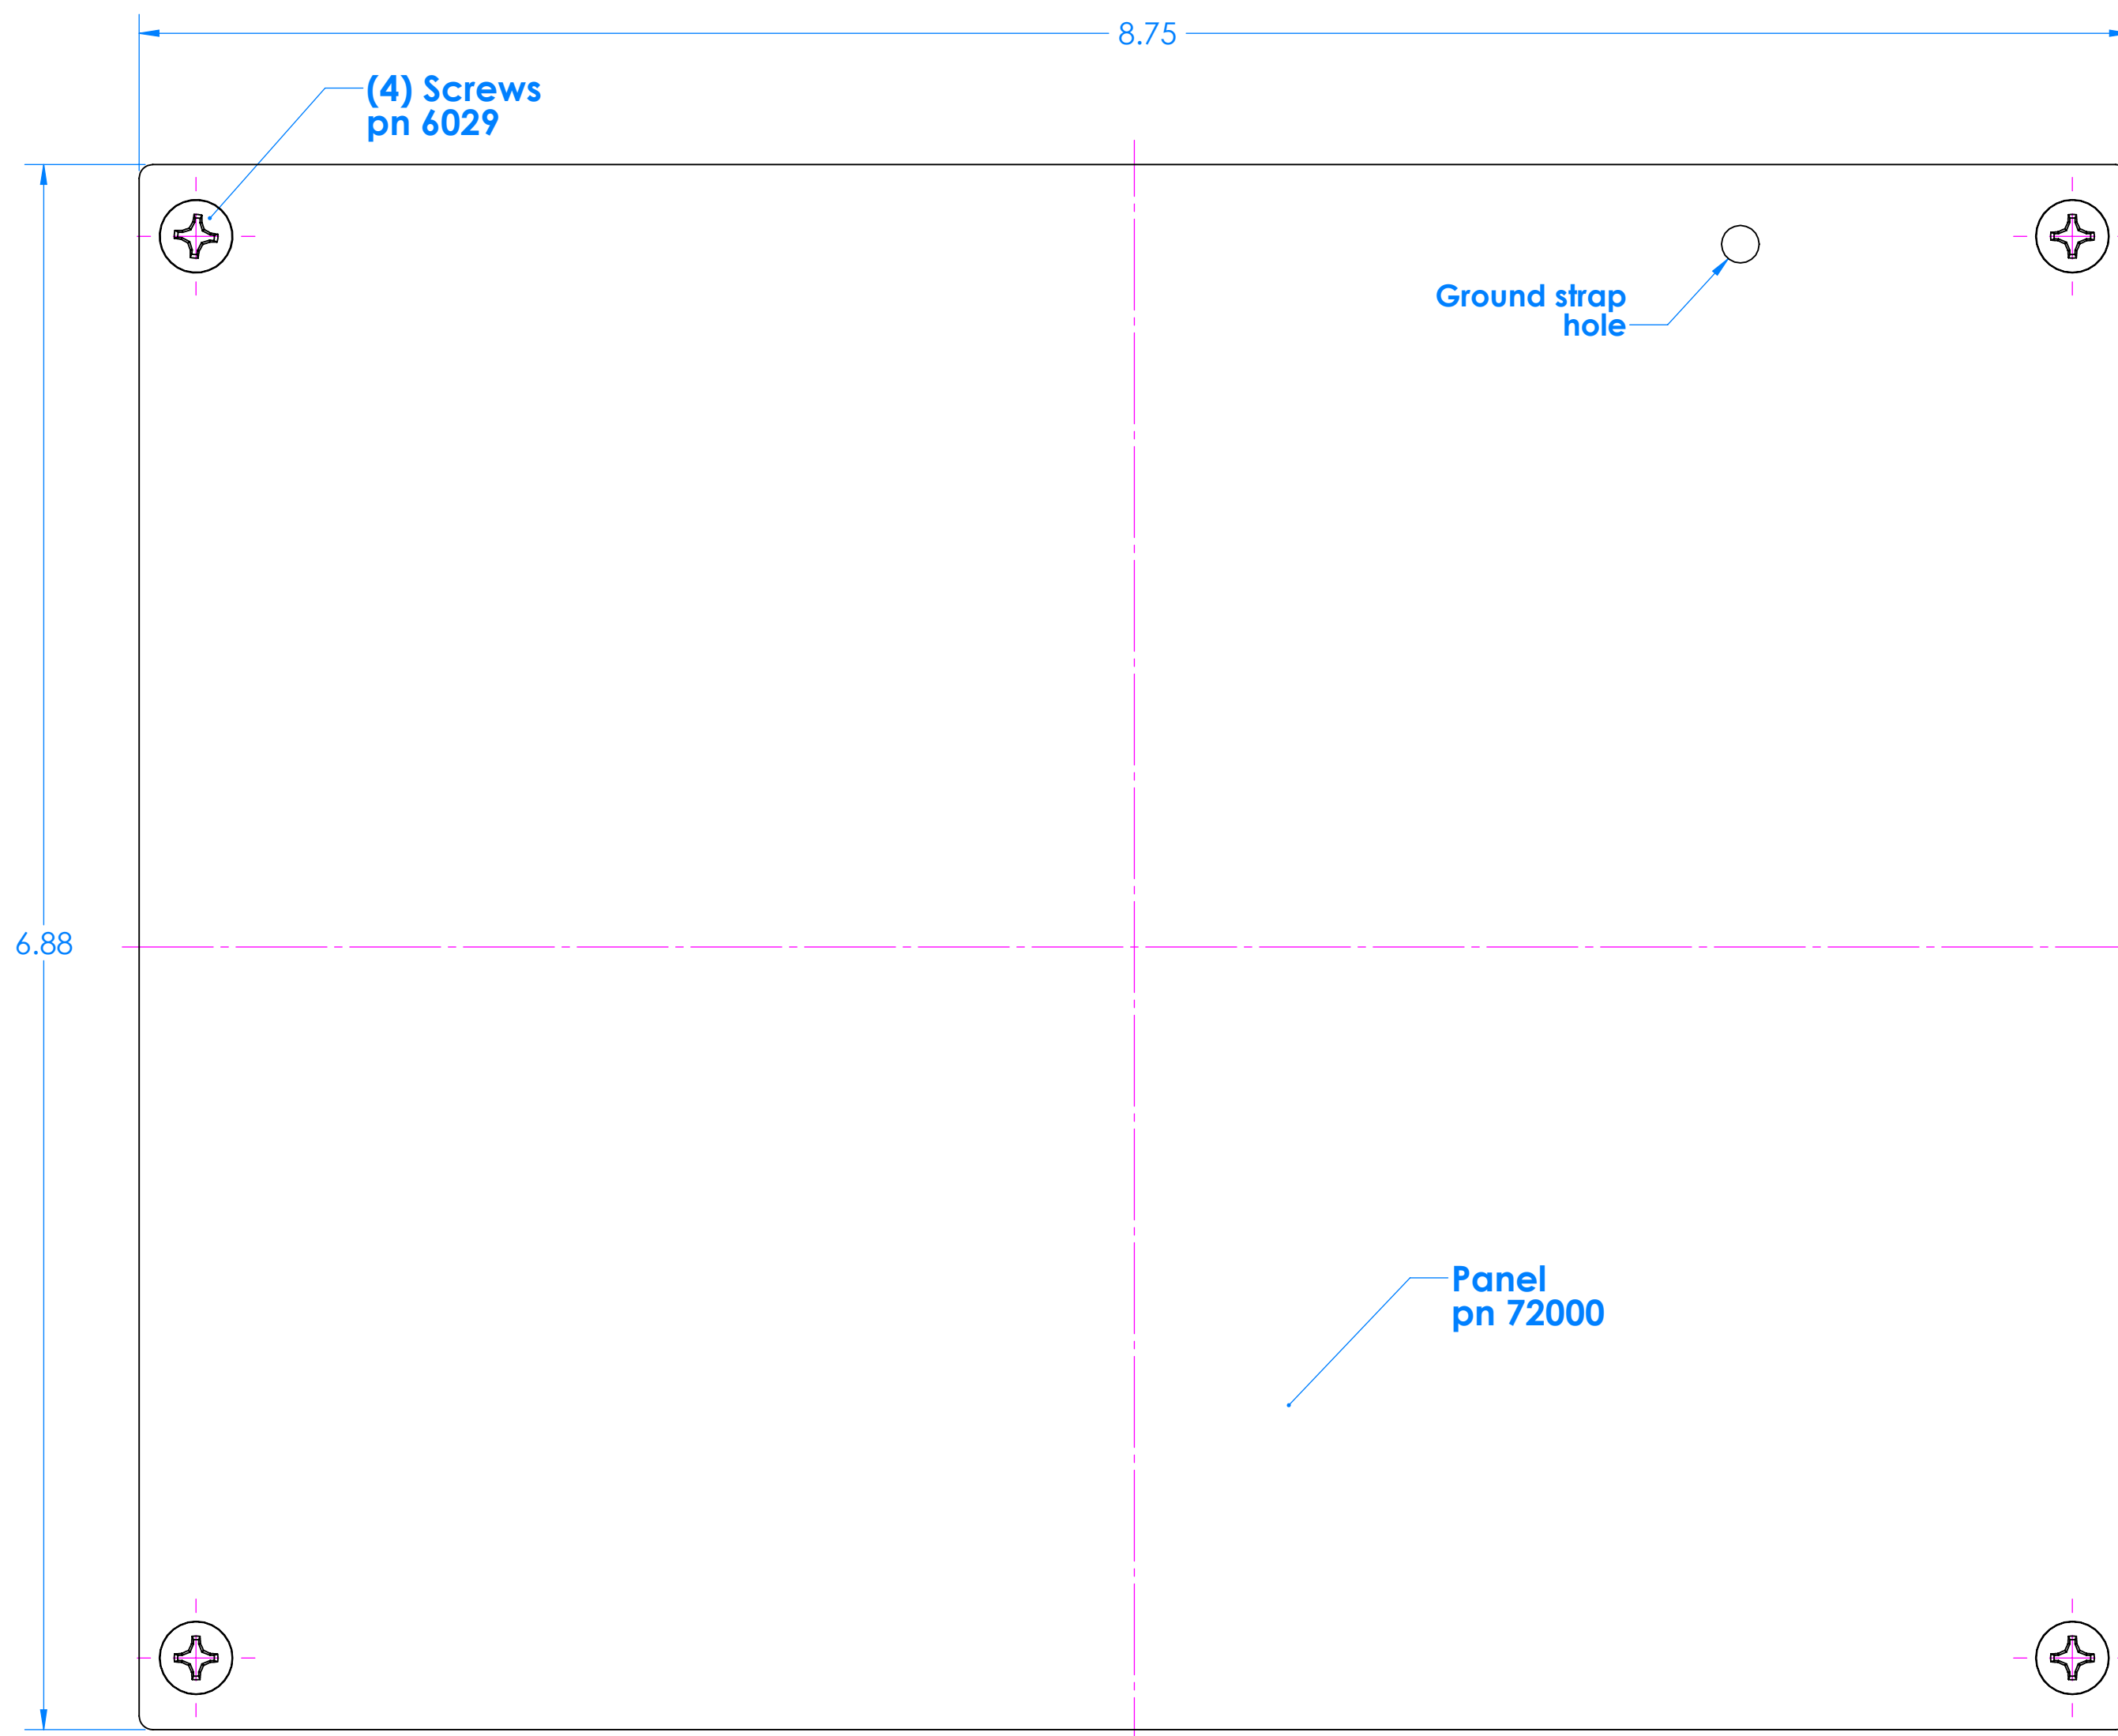 8.75
(4) Screws
pn 6029
Ground strap
hole
6.88
Panel
pn 72000